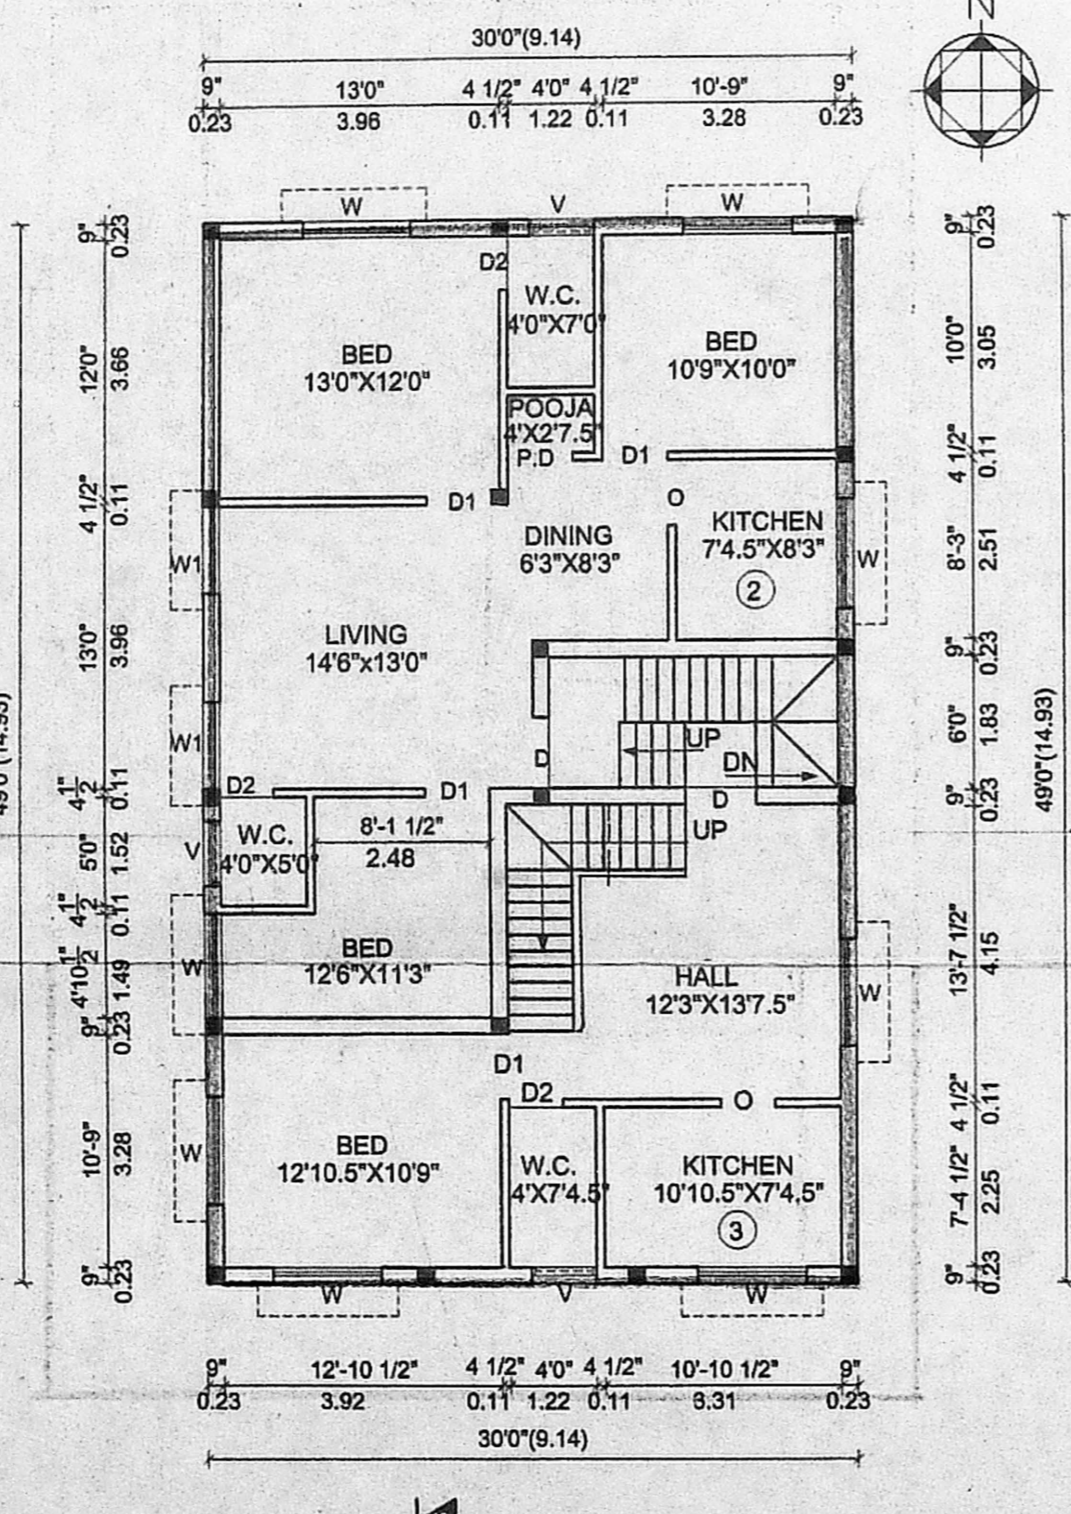 N
30'0"(9.14)
9" 13'0" 4 1/2" 4'0" 4 1/2" 10'-9" 9"
0.23 3.96 0.11 1.22 0.11 3.28 0.23
W V W
9" 0.23
12'0" 3.66
4 1/2" 0.11
13'0" 3.96
4 1/2" 0.11
5'0" 1.52
4 1/2" 0.11
4'10 1/2" 1.49
9" 0.23
10'-9" 3.28
9" 0.23
D2
W.C.
4'0"X7'0"
BED
13'0"X12'0"
BED
10'9"X10'0"
POOJA
4'X2'7.5"
P.D D1
D1
O
DINING
6'3"X8'3"
KITCHEN
7'4.5"X8'3"
2
W1
W
LIVING
14'6"x13'0"
W1
UP
D
DN
D2 D1 D
UP
V
W.C.
4'0"X5'0"
8'-1 1/2"
2.48
BED
12'6"X11'3"
W
HALL
12'3"X13'7.5"
W
D1
D2
O
W
BED
12'10.5"X10'9"
W.C.
4'X7'4.5"
KITCHEN
10'10.5"X7'4,5"
3
W V W
9" 0.23
10'0" 3.05
4 1/2" 0.11
8'-3" 2.51
9" 0.23
6'0" 1.83
9" 0.23
13'-7 1/2" 4.15
4 1/2" 0.11
7'-4 1/2" 2.25
9" 0.23
49'0"(14.93)
9" 12'-10 1/2" 4 1/2" 4'0" 4 1/2" 10'-10 1/2" 9"
0.23 3.92 0.11 1.22 0.11 3.31 0.23
30'0"(9.14)